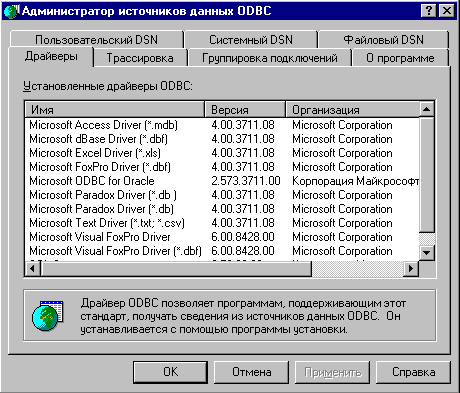 Администратор источников данных ODBC
Пользовательский DSN Системный DSN Файловый DSN
Драйверы Трассировка Группировка подключений О программе
Установленные драйверы ODBC:
Имя Версия Организация
Microsoft Access Driver (*.mdb) 4.00.3711.08 Microsoft Corporation
Microsoft dBase Driver (*.dbf) 4.00.3711.08 Microsoft Corporation
Microsoft Excel Driver (*.xls) 4.00.3711.08 Microsoft Corporation
Microsoft FoxPro Driver (*.dbf) 4.00.3711.08 Microsoft Corporation
Microsoft ODBC for Oracle 2.573.3711.00 Корпорация Майкрософт
Microsoft Paradox Driver (*.db ) 4.00.3711.08 Microsoft Corporation
Microsoft Paradox Driver (*.dbf) 4.00.3711.08 Microsoft Corporation
Microsoft Text Driver (*.txt; *.csv) 4.00.3711.08 Microsoft Corporation
Microsoft Visual FoxPro Driver 6.00.8428.00 Microsoft Corporation
Microsoft Visual FoxPro Driver (*.dbf) 6.00.8428.00 Microsoft Corporation
Драйвер ODBC позволяет программам, поддерживающим этот
стандарт, получать сведения из источников данных ODBC. Он
устанавливается с помощью программы установки.
OK Отмена Применить Справка